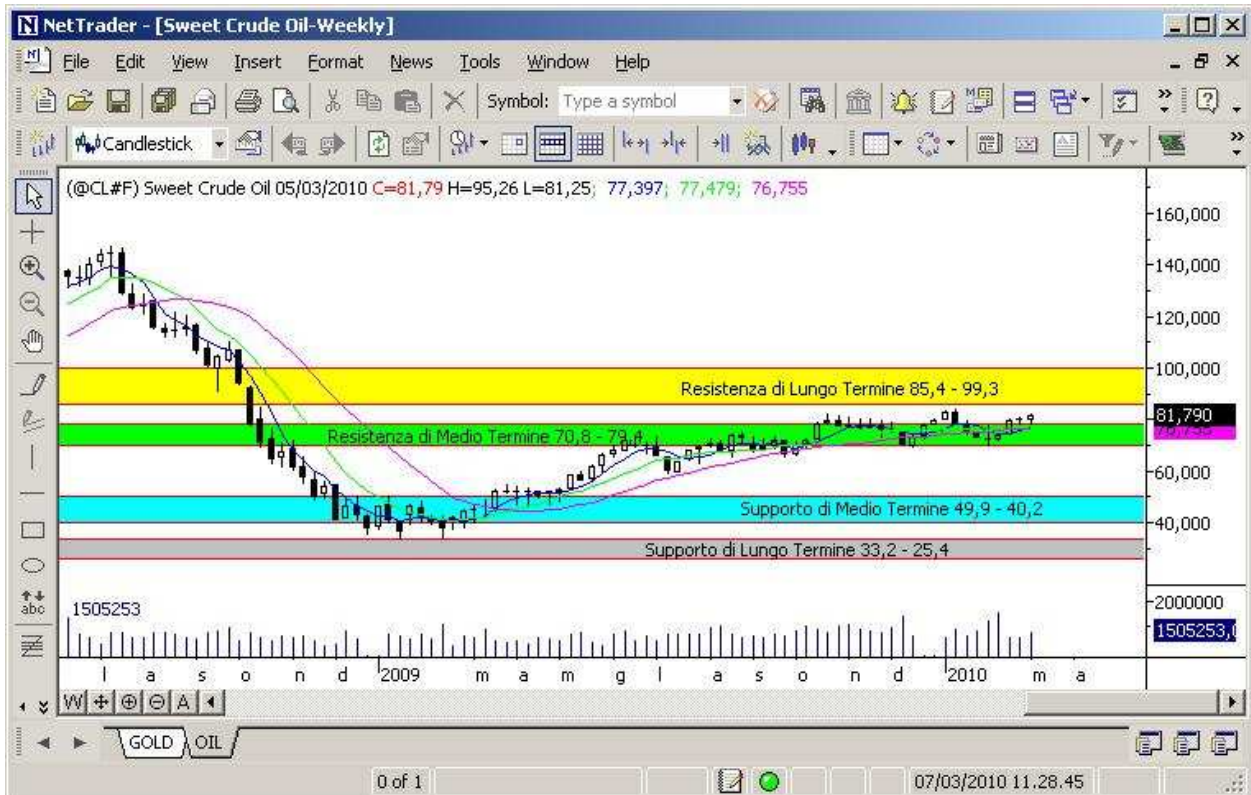 NetTrader - [Sweet Crude Oil-Weekly]
File Edit View Insert Format News Tools Window Help
Symbol: Type a symbol
Candlestick
(@CL#F) Sweet Crude Oil 05/03/2010 C=81,79 H=95,26 L=81,25; 77,397; 77,479; 76,755
160,000
140,000
120,000
100,000
Resistenza di Lungo Termine 85,4 - 99,3
81,790
Resistenza di Medio Termine 70,8 - 79,4
60,000
Supporto di Medio Termine 49,9 - 40,2
40,000
Supporto di Lungo Termine 33,2 - 25,4
abc
1505253
2000000
1505253,0
l a s o n d 2009 m a m g l a s o n d 2010 m a
W A
GOLD OIL
0 of 1 07/03/2010 11.28.45